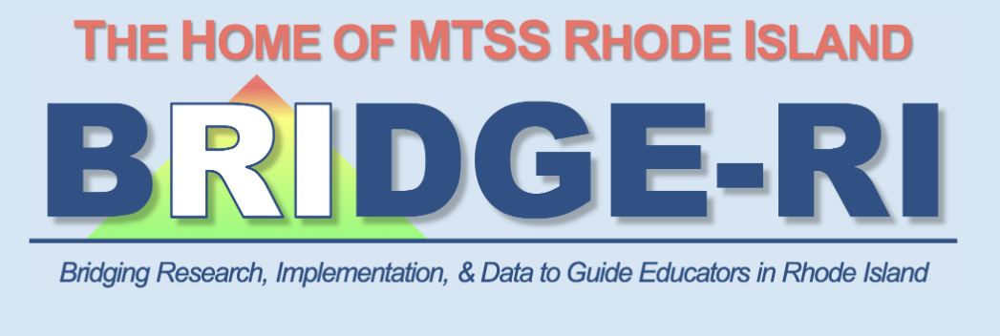 THE HOME OF MTSS RHODE ISLAND
BRIDGE-RI
Bridging Research, Implementation, & Data to Guide Educators in Rhode Island